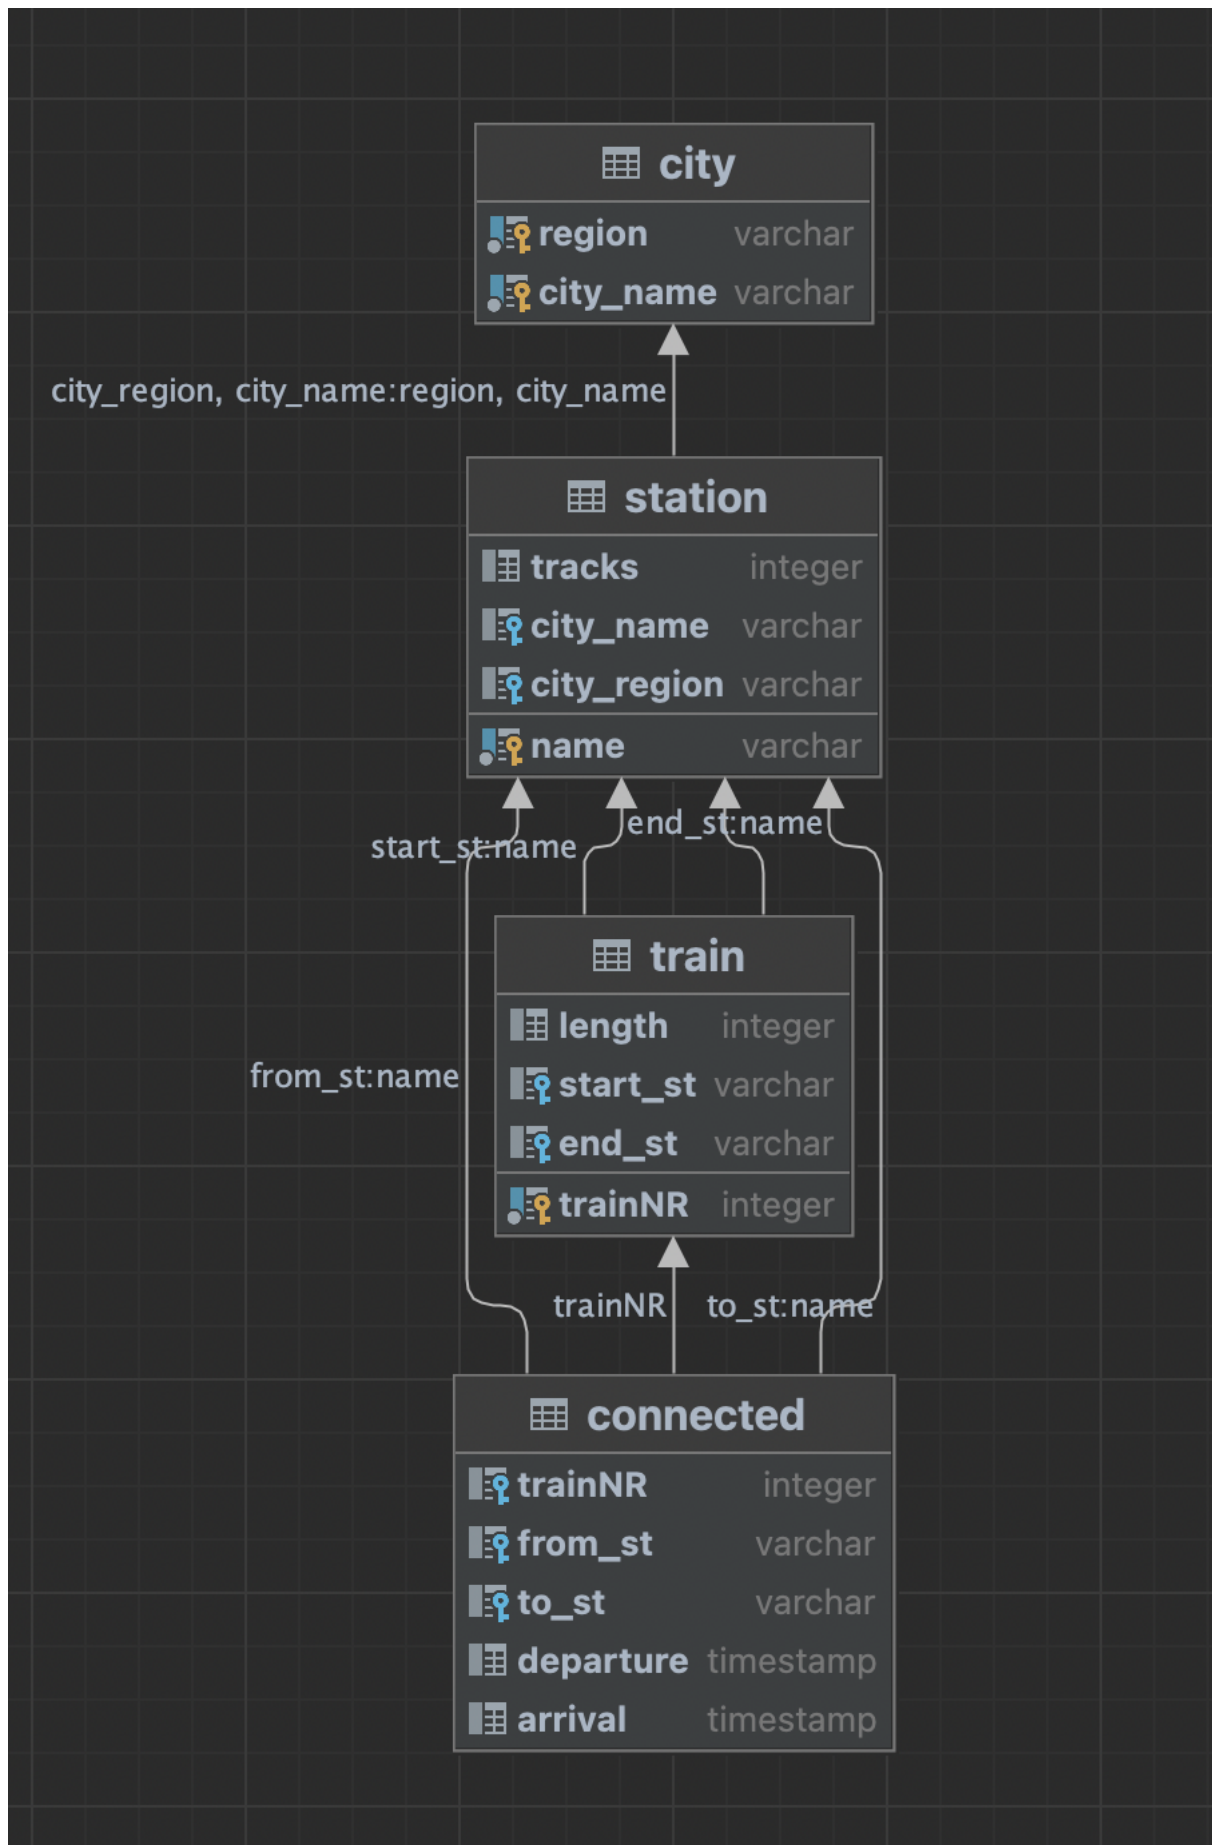 city
region varchar
city_name varchar
city_region, city_name:region, city_name
station
tracks integer
city_name varchar
city_region varchar
name varchar
end_st:name
start_st:name
train
length integer
from_st:name
start_st varchar
end_st varchar
trainNR integer
trainNR
to_st:name
connected
trainNR integer
from_st varchar
to_st varchar
departure timestamp
arrival timestamp